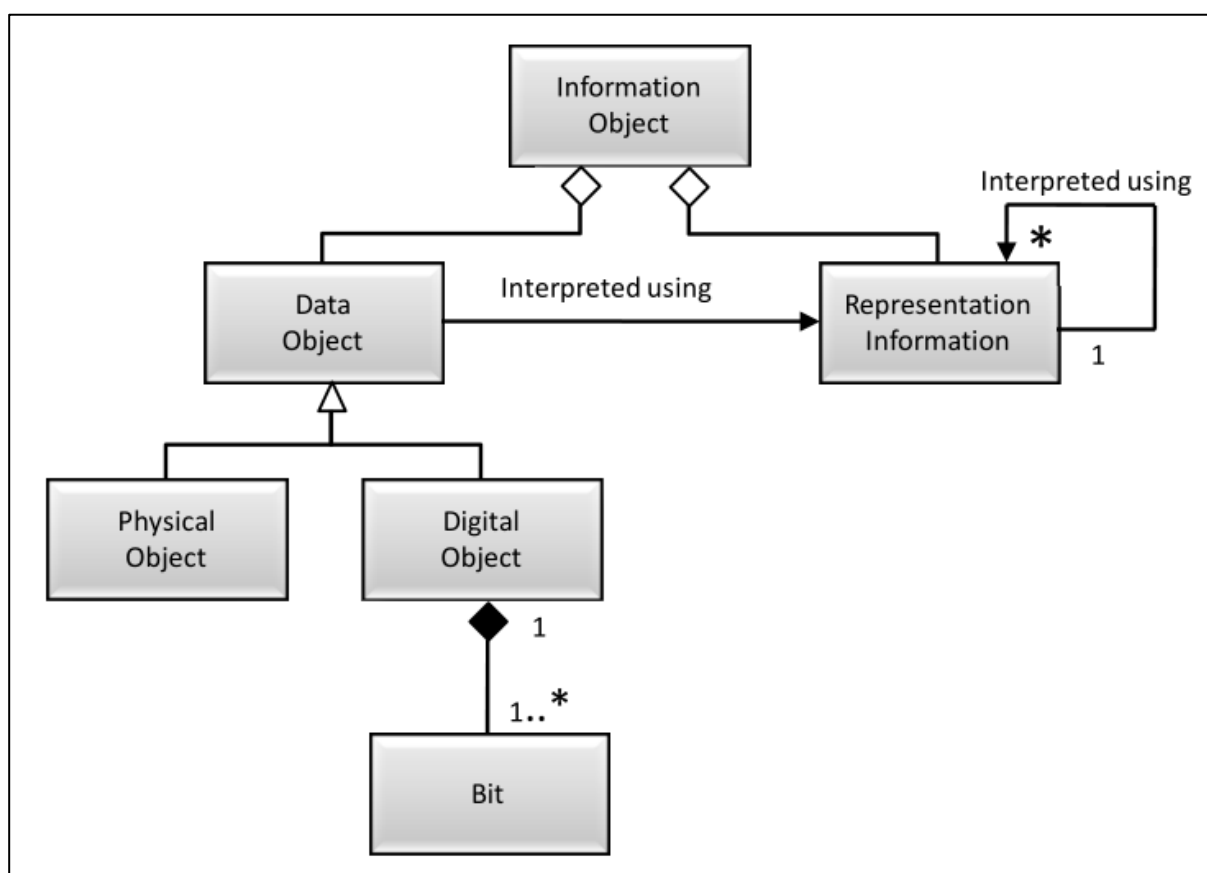 Information
Object
Interpreted using
*
Data
Object
Interpreted using
Representation
Information
1
Physical
Object
Digital
Object
1
1..*
Bit